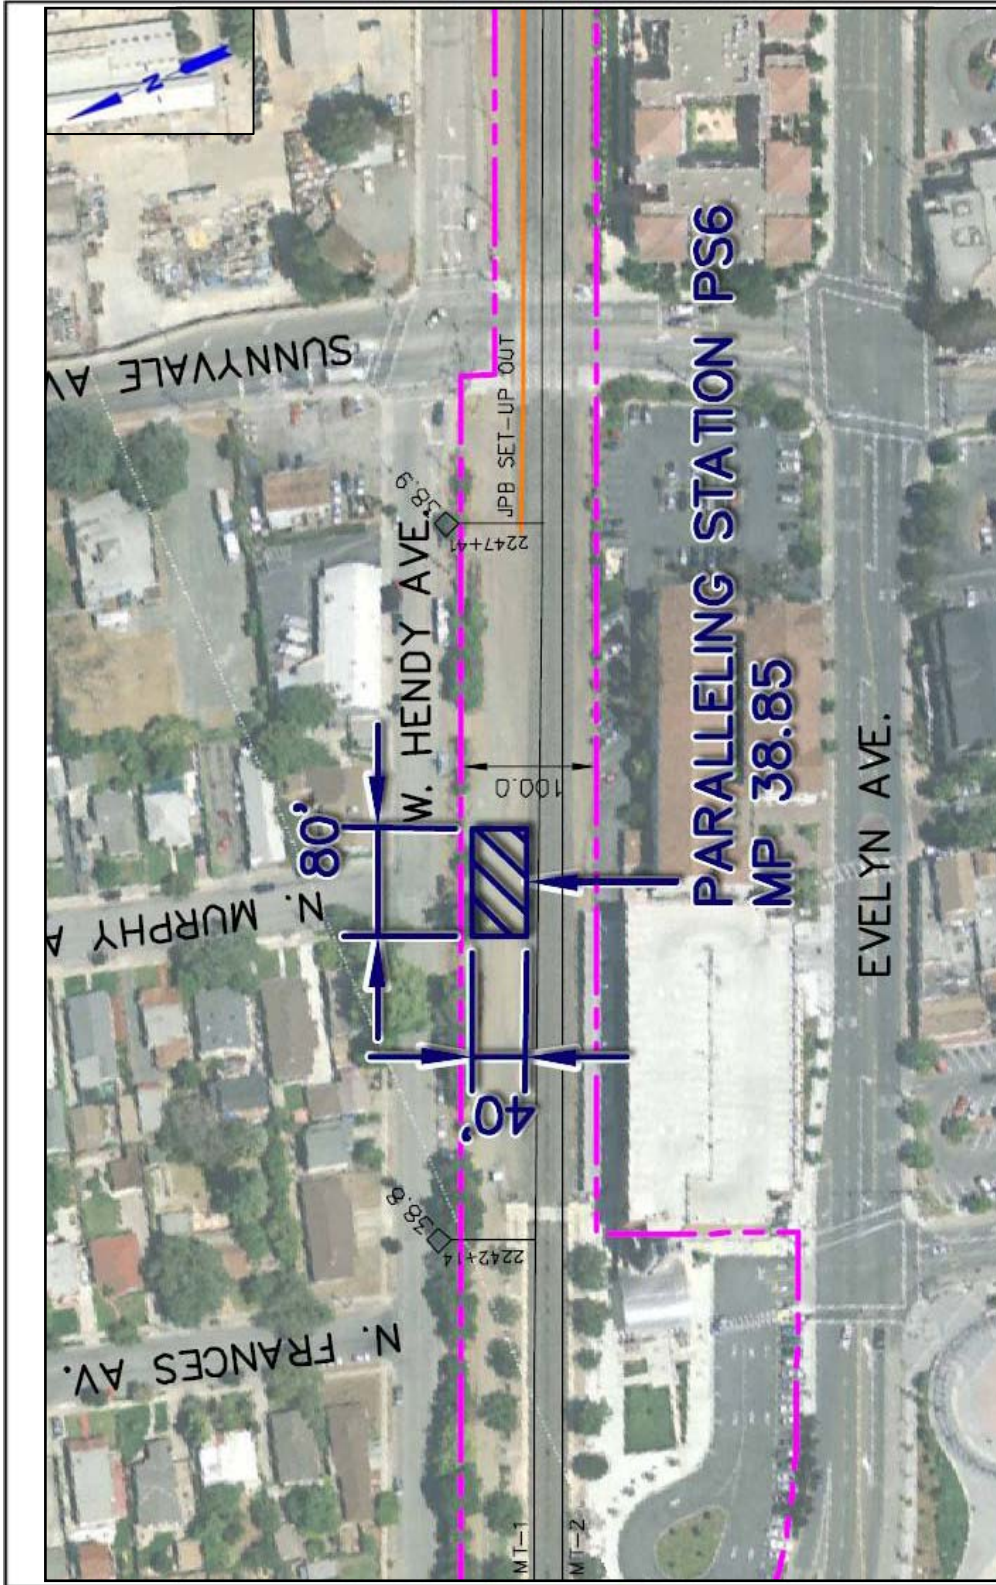 N
SUNNYVALE AV
JPB SET-UP OUT
38.9
2247+41
W. HENDY AVE.
PARALLELING STATION PS6
MP 38.85
100.0
80'
N. MURPHY A
EVELYN AVE.
40'
38.8
2242+14
N. FRANCES AV.
MT-1
MT-2